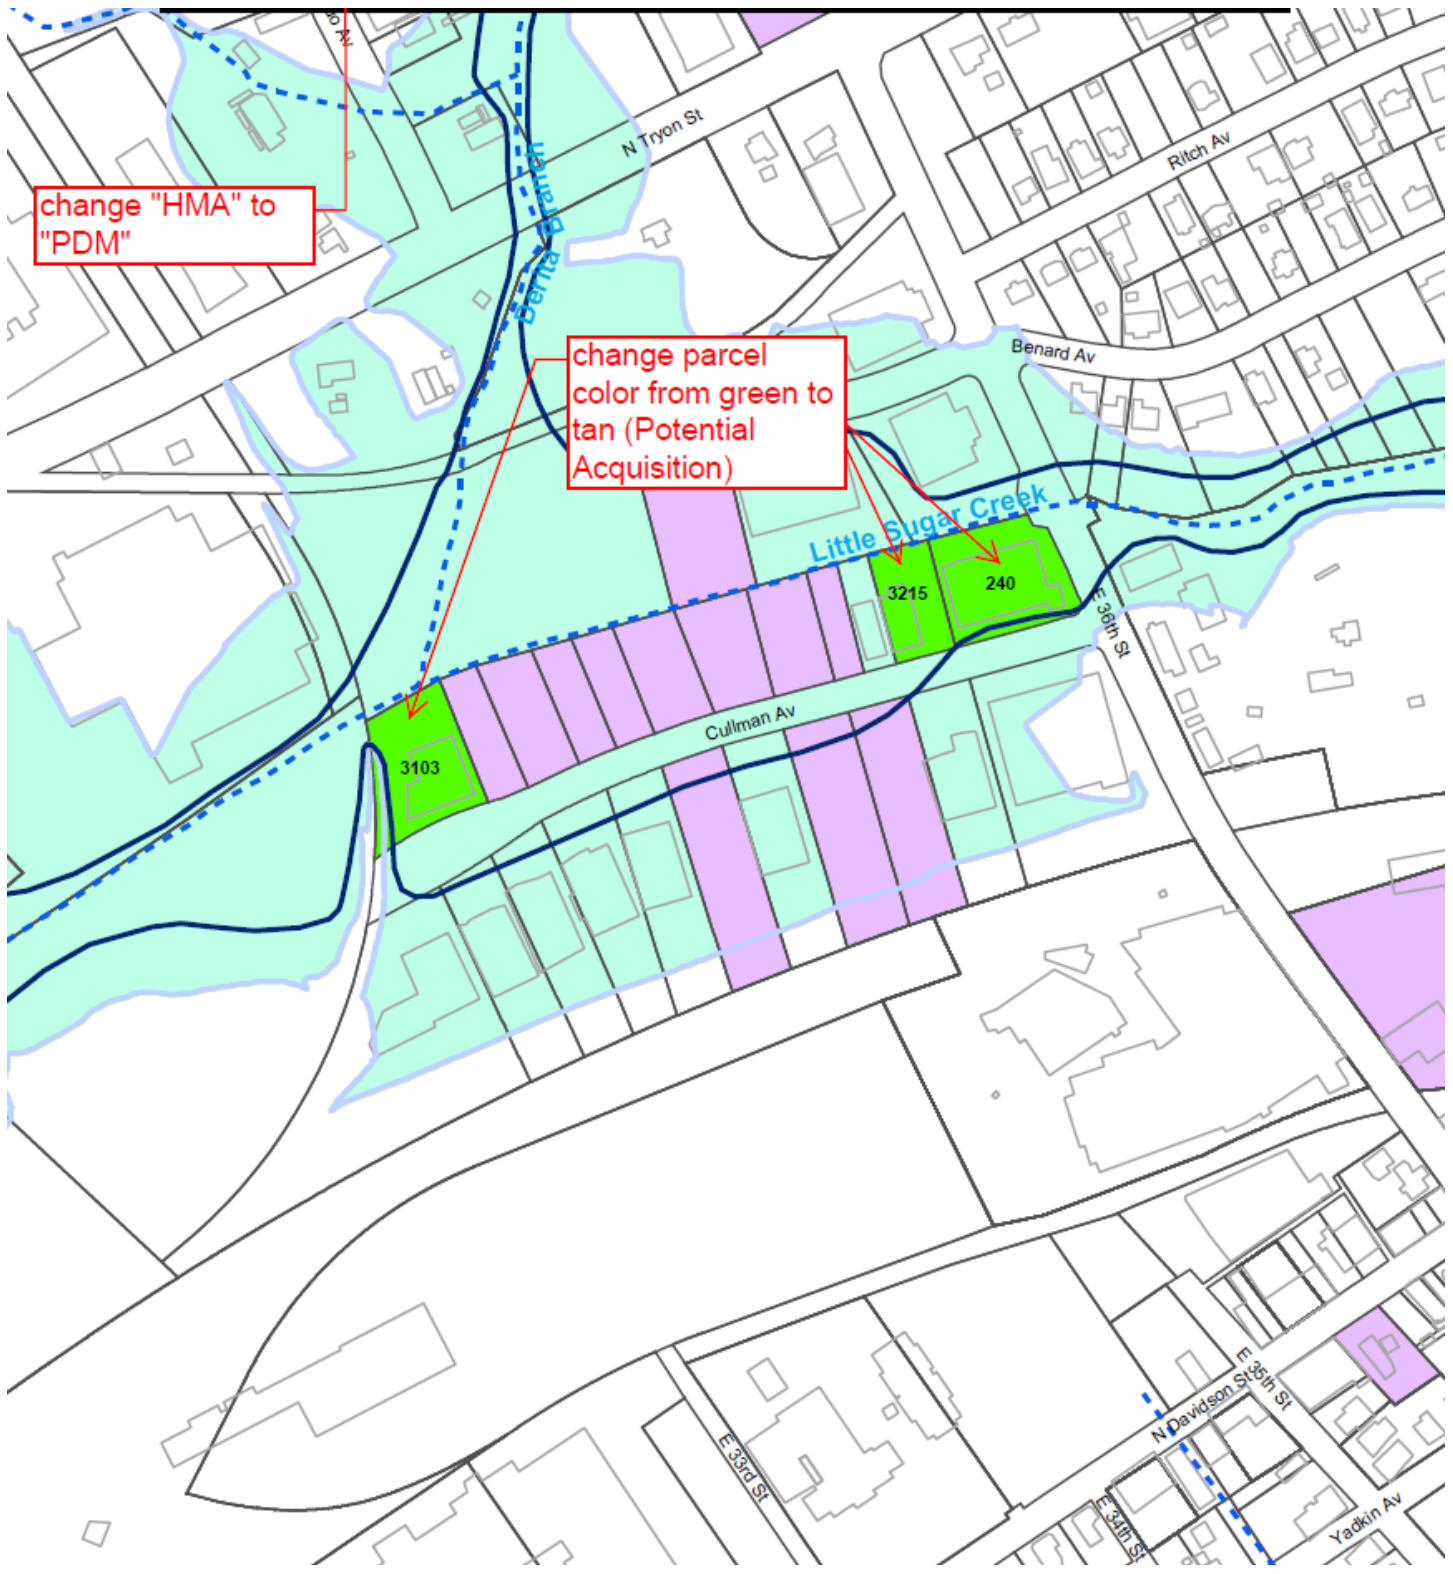 N Tryon St
Ritch Av
Derita Branch
change "HMA" to
"PDM"
Benard Av
change parcel
color from green to
tan (Potential
Acquisition)
Little Sugar Creek
3215
240
E 36th St
Cullman Av
3103
E 35th St
N Davidson St
E 33rd St
E 34th St
Yadkin Av